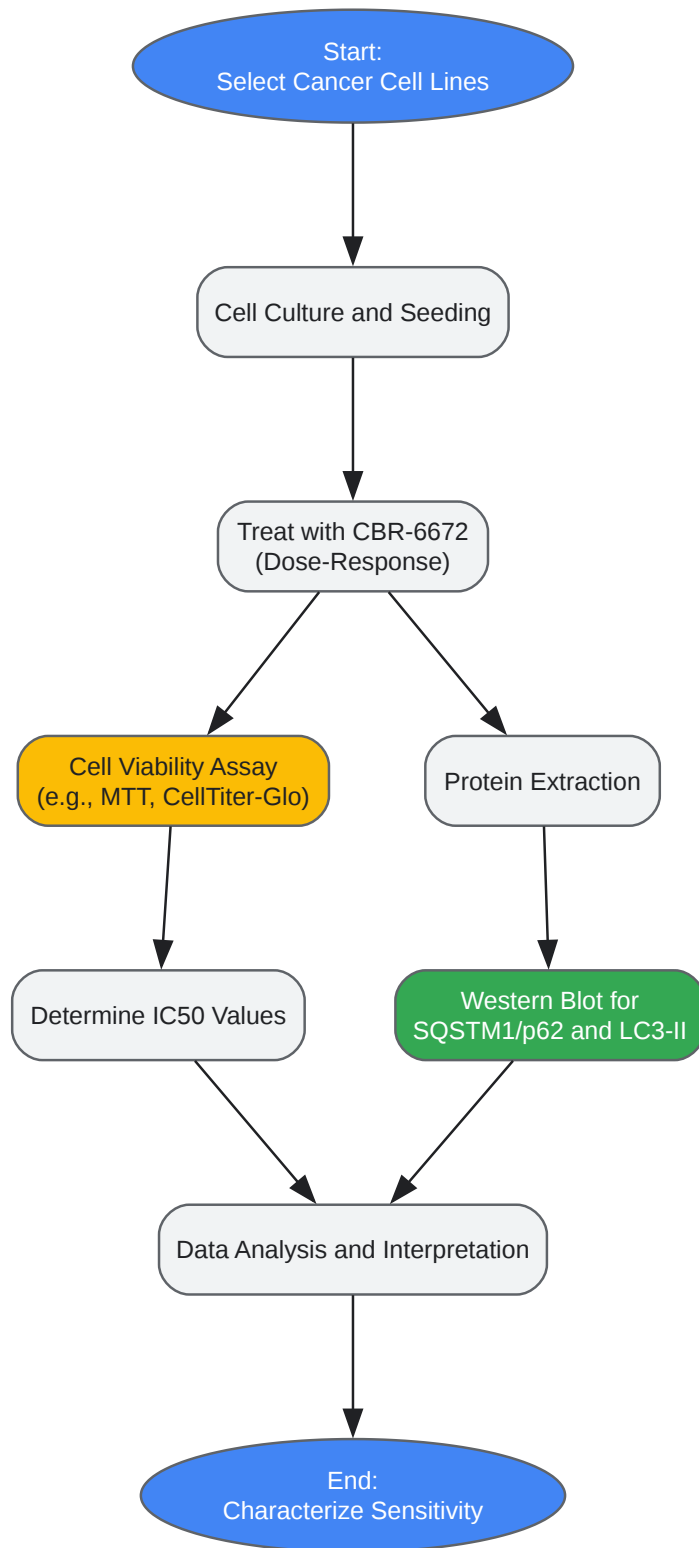 Start:
Select Cancer Cell Lines
Cell Culture and Seeding
Treat with CBR-6672
(Dose-Response)
Cell Viability Assay
(e.g., MTT, CellTiter-Glo)
Protein Extraction
Determine IC50 Values
Western Blot for
SQSTM1/p62 and LC3-II
Data Analysis and Interpretation
End:
Characterize Sensitivity